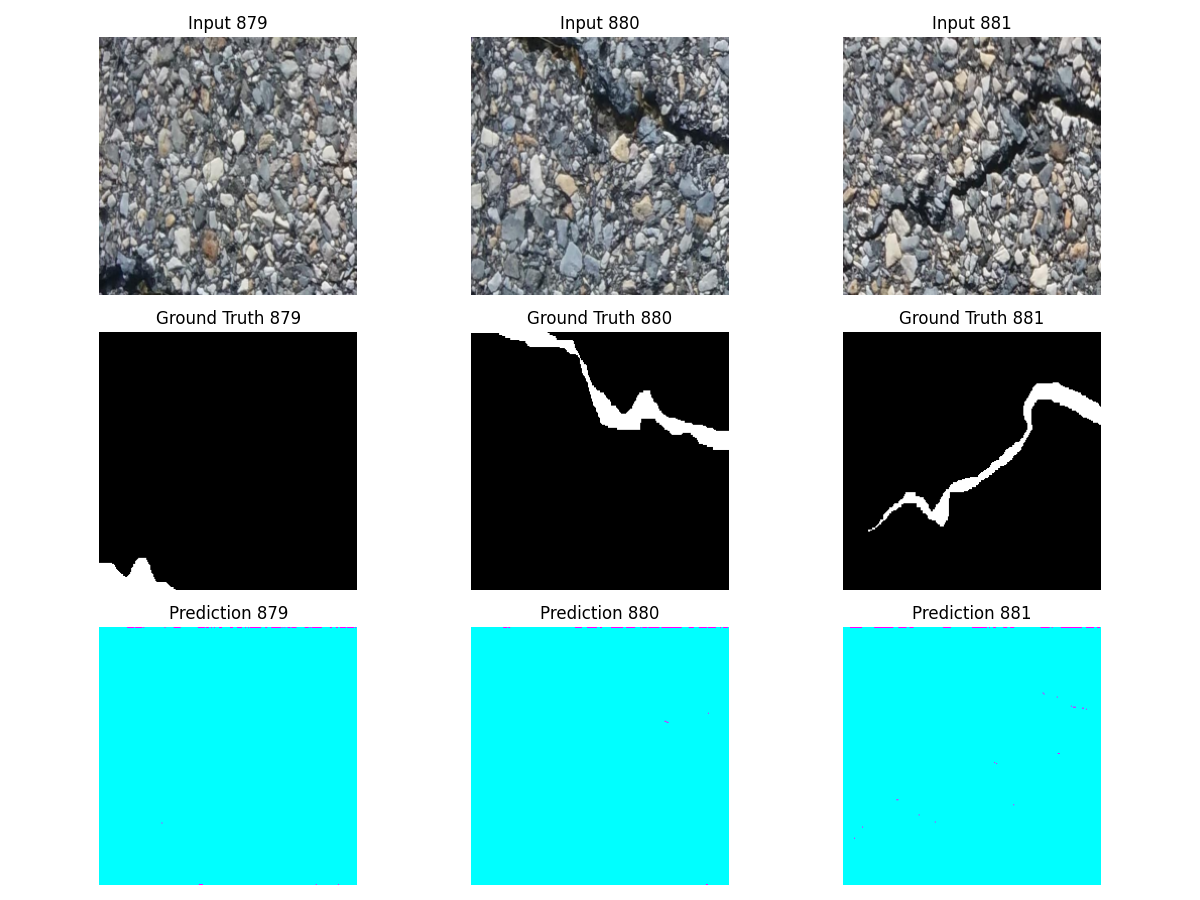 Input 879
Input 880
Input 881
Ground Truth 879
Ground Truth 880
Ground Truth 881
Prediction 879
Prediction 880
Prediction 881